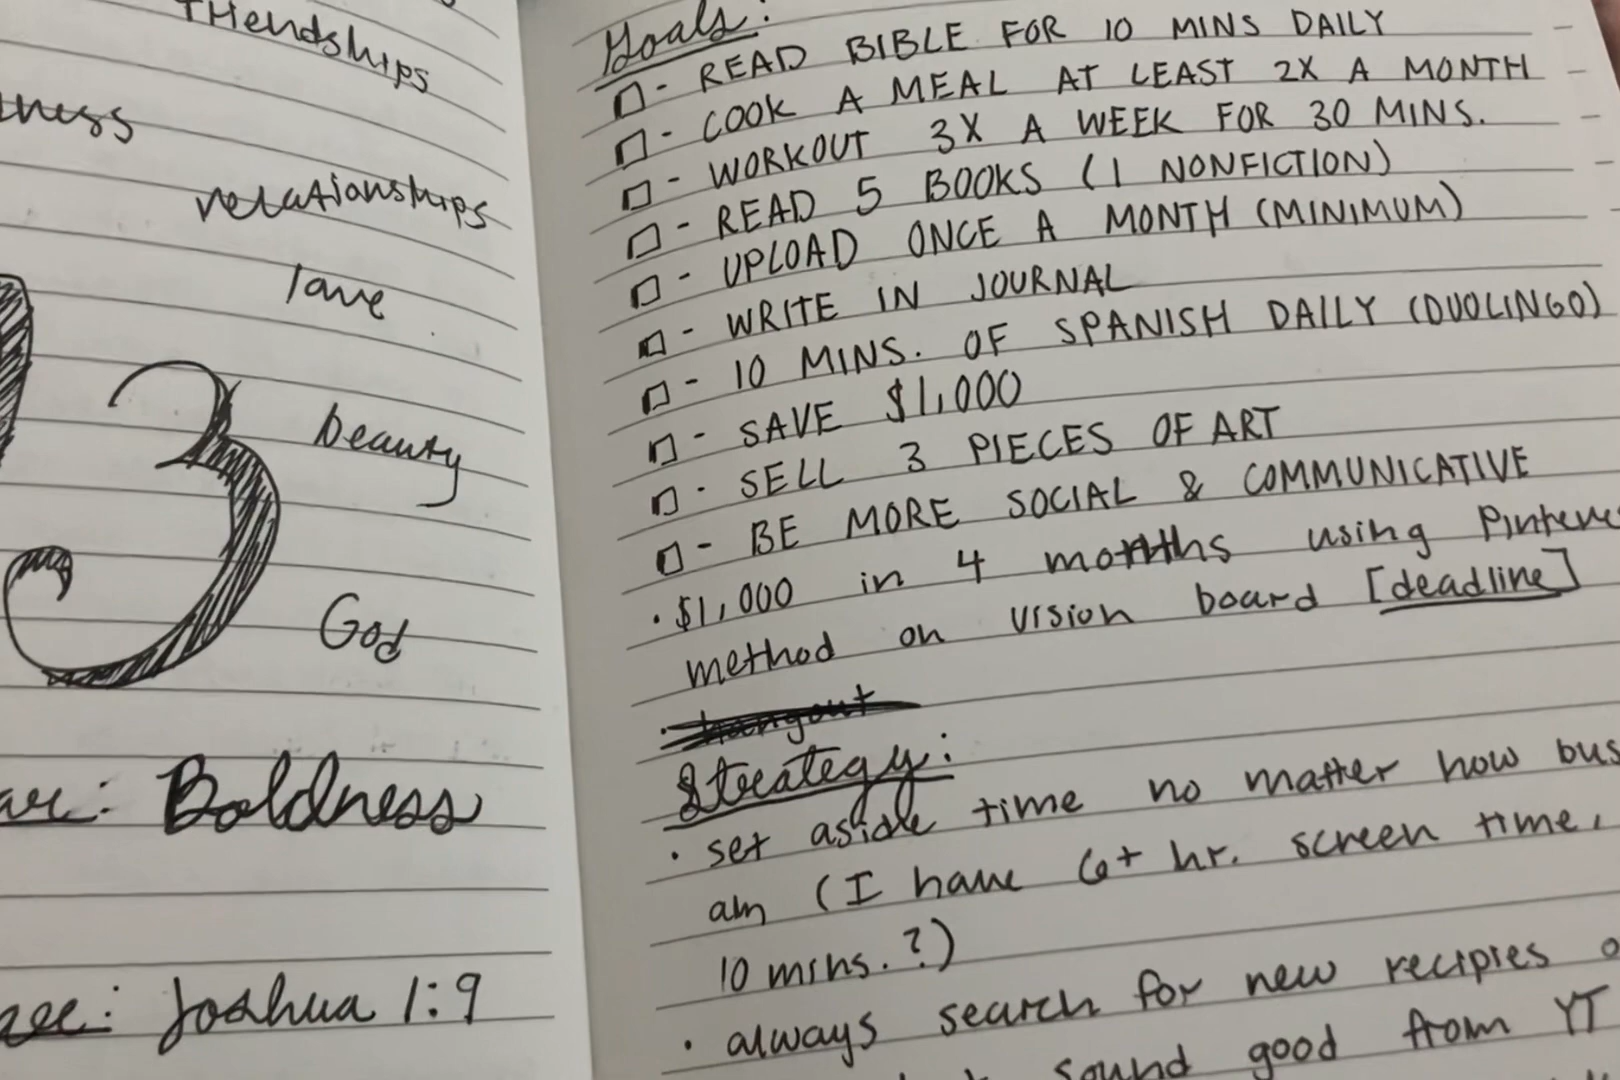 friendships
relationships
love
3
beauty
God
Boldness
Joshua 1:9
Goals:
- READ BIBLE FOR 10 MINS DAILY
- COOK A MEAL AT LEAST 2X A MONTH
- WORKOUT 3X A WEEK FOR 30 MINS.
- READ 5 BOOKS (1 NONFICTION)
- UPLOAD ONCE A MONTH (MINIMUM)
- WRITE IN JOURNAL
- 10 MINS. OF SPANISH DAILY (DUOLINGO)
- SAVE $1,000
- SELL 3 PIECES OF ART
- BE MORE SOCIAL & COMMUNICATIVE
• $1,000 in 4 months using
method on vision board [deadline]
• hangout
Strategy:
• set aside time no matter how
am (I have 6+ hr. screen time,
10 mins.?)
• always search for new recipies
sound good from YT